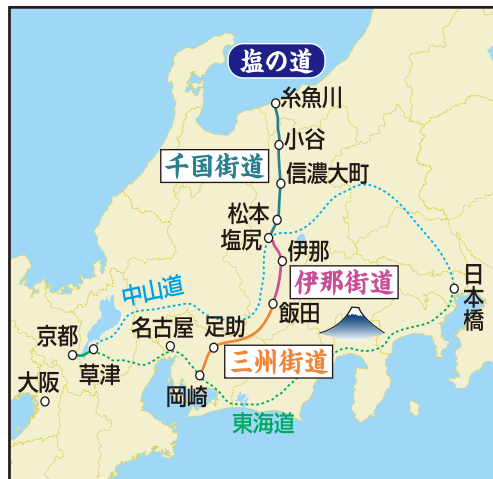 塩の道
糸魚川
小谷
千国街道
信濃大町
松本
塩尻
伊那
伊那街道
日本橋
中山道
飯田
名古屋
足助
京都
三州街道
草津
大阪
岡崎
東海道